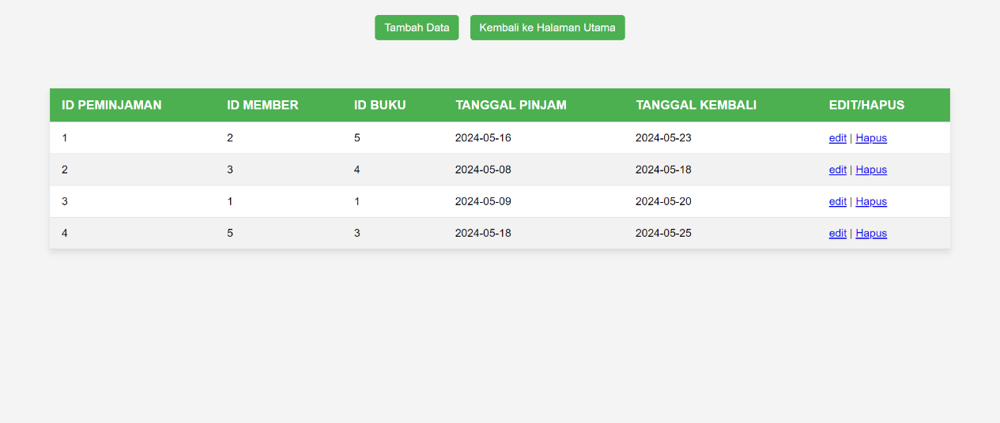 Tambah Data Kembali ke Halaman Utama
ID PEMINJAMAN ID MEMBER ID BUKU TANGGAL PINJAM TANGGAL KEMBALI EDIT/HAPUS
1 2 5 2024-05-16 2024-05-23 edit | Hapus
2 3 4 2024-05-08 2024-05-18 edit | Hapus
3 1 1 2024-05-09 2024-05-20 edit | Hapus
4 5 3 2024-05-18 2024-05-25 edit | Hapus